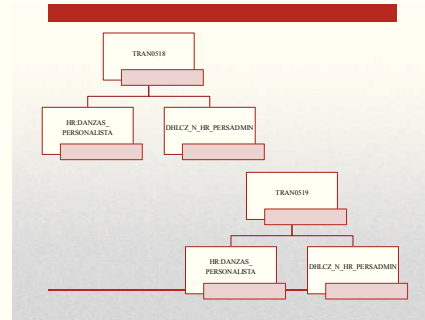 TRAN0518
HR:DANZAS_
PERSONALISTA
DHLCZ_N_HR_PERSADMIN
TRAN0519
HR:DANZAS_
PERSONALISTA
DHLCZ_N_HR_PERSADMIN